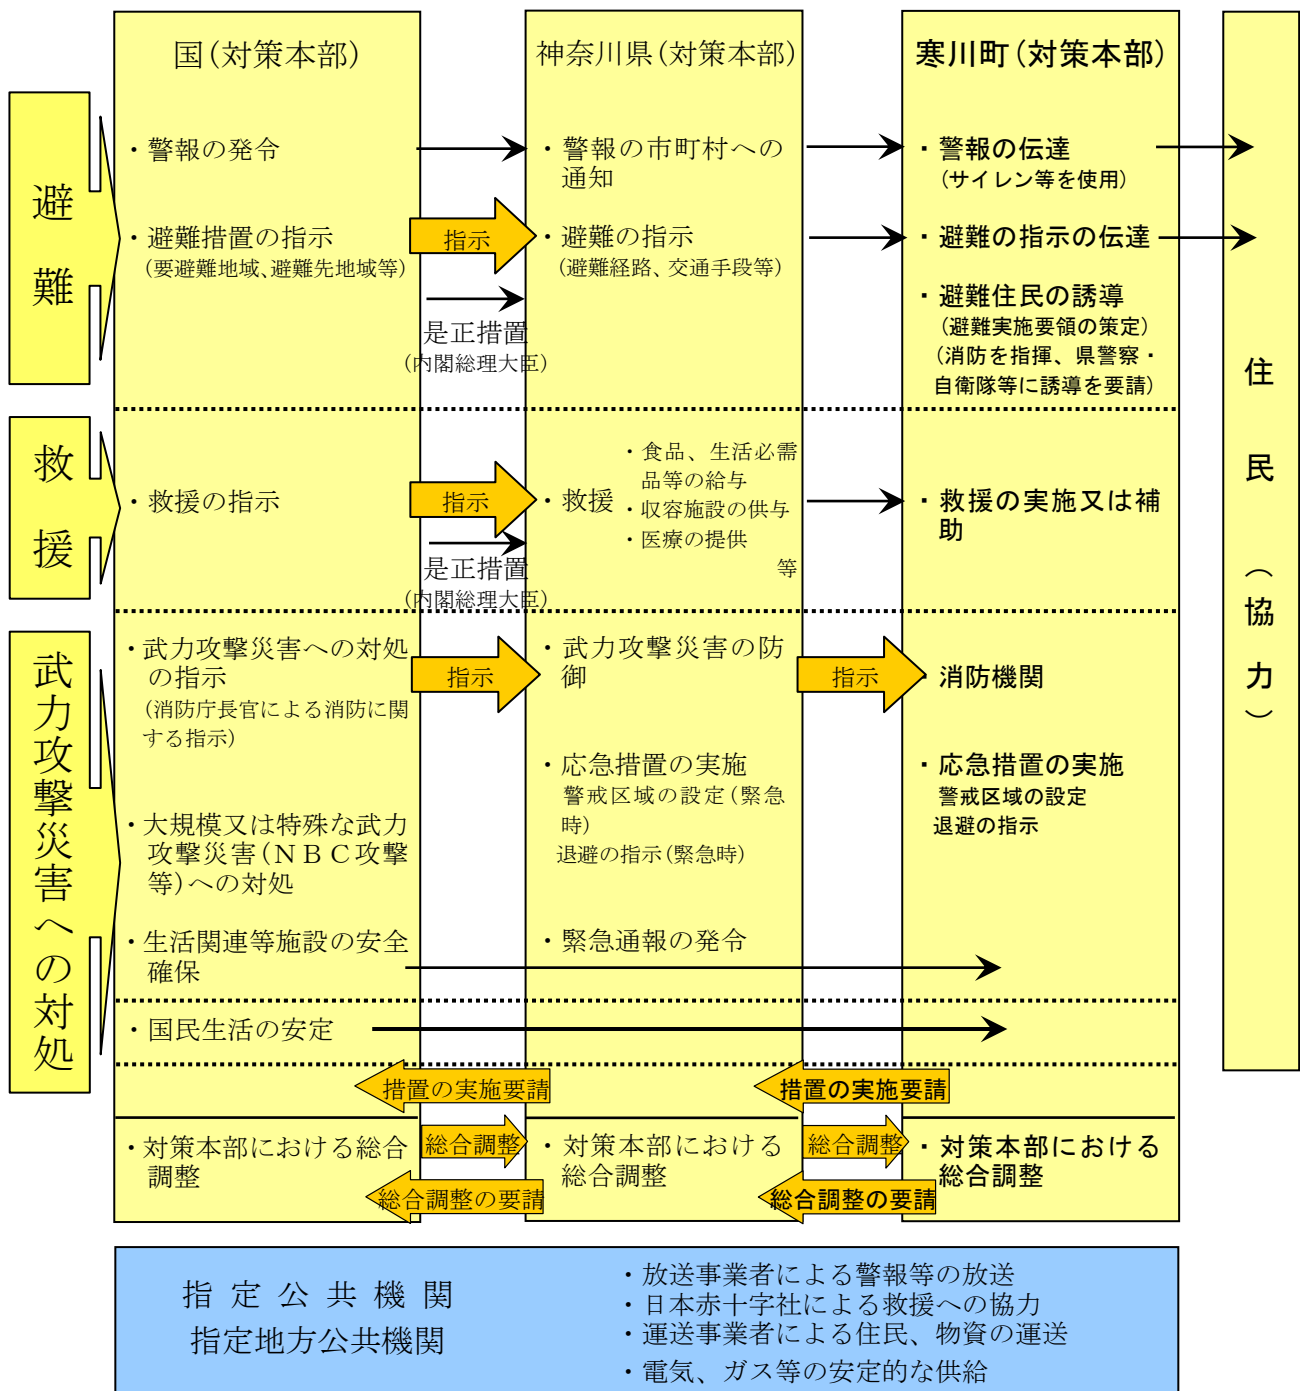 国(対策本部)
神奈川県(対策本部)
寒川町(対策本部)
避難
・警報の発令
・警報の市町村への
通知
・警報の伝達
(サイレン等を使用)
・避難措置の指示
(要避難地域、避難先地域等)
指示
・避難の指示
(避難経路、交通手段等)
・避難の指示の伝達
是正措置
(内閣総理大臣)
・避難住民の誘導
(避難実施要領の策定)
(消防を指揮、県警察・
自衛隊等に誘導を要請)
救援
・救援の指示
指示
・救援
・食品、生活必需
品等の給与
・収容施設の供与
・医療の提供
等
・救援の実施又は補
助
是正措置
(内閣総理大臣)
武力攻撃災害への対処
・武力攻撃災害への対処
の指示
(消防庁長官による消防に関
する指示)
指示
・武力攻撃災害の防
御
指示
・消防機関
・応急措置の実施
警戒区域の設定(緊急
時)
退避の指示(緊急時)
・応急措置の実施
警戒区域の設定
退避の指示
・大規模又は特殊な武力
攻撃災害(NBC攻撃
等)への対処
・生活関連等施設の安全
確保
・緊急通報の発令
・国民生活の安定
措置の実施要請
措置の実施要請
・対策本部における総合
調整
総合調整
・対策本部における
総合調整
総合調整
・対策本部における
総合調整
総合調整の要請
総合調整の要請
住民(協力)
指定公共機関
指定地方公共機関
・放送事業者による警報等の放送
・日本赤十字社による救援への協力
・運送事業者による住民、物資の運送
・電気、ガス等の安定的な供給